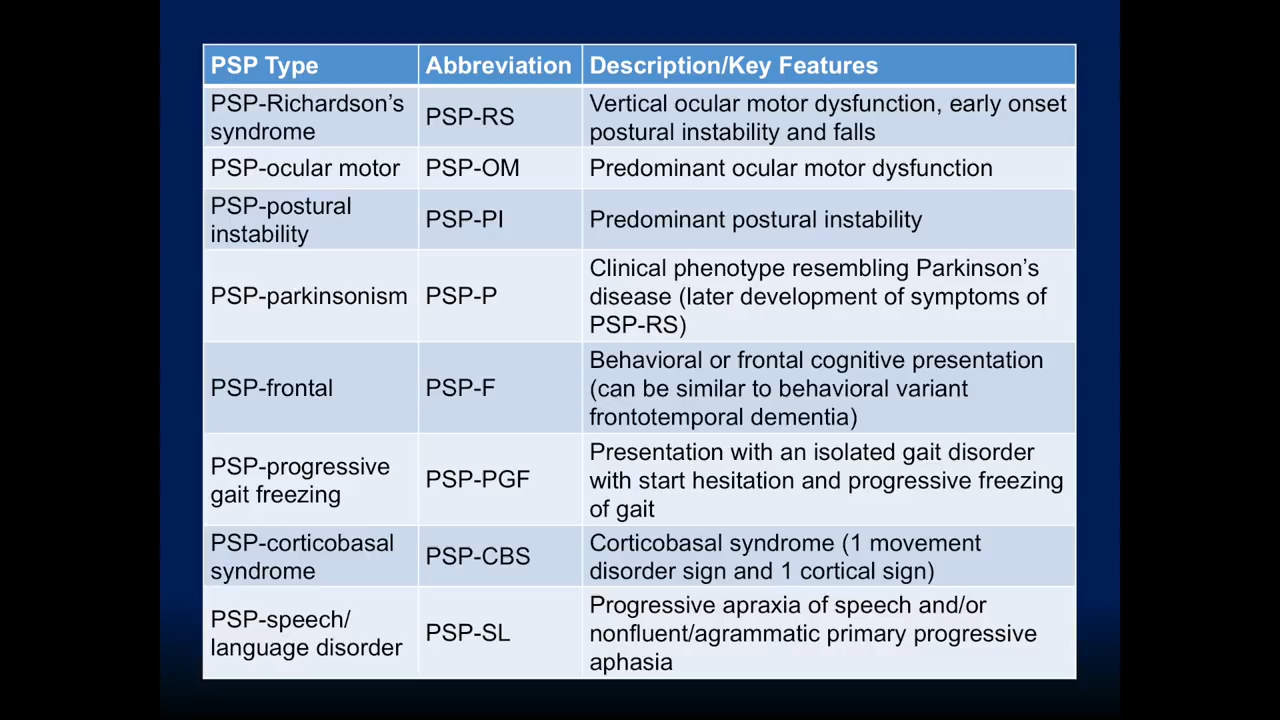 PSP Type Abbreviation Description/Key Features
PSP-Richardson's
syndrome
PSP-RS
Vertical ocular motor dysfunction, early onset
postural instability and falls
PSP-ocular motor
PSP-OM
Predominant ocular motor dysfunction
PSP-postural
instability
PSP-PI
Predominant postural instability
PSP-parkinsonism
PSP-P
Clinical phenotype resembling Parkinson's
disease (later development of symptoms of
PSP-RS)
PSP-frontal
PSP-F
Behavioral or frontal cognitive presentation
(can be similar to behavioral variant
frontotemporal dementia)
PSP-progressive
gait freezing
PSP-PGF
Presentation with an isolated gait disorder
with start hesitation and progressive freezing
of gait
PSP-corticobasal
syndrome
PSP-CBS
Corticobasal syndrome (1 movement
disorder sign and 1 cortical sign)
PSP-speech/
language disorder
PSP-SL
Progressive apraxia of speech and/or
nonfluent/agrammatic primary progressive
aphasia